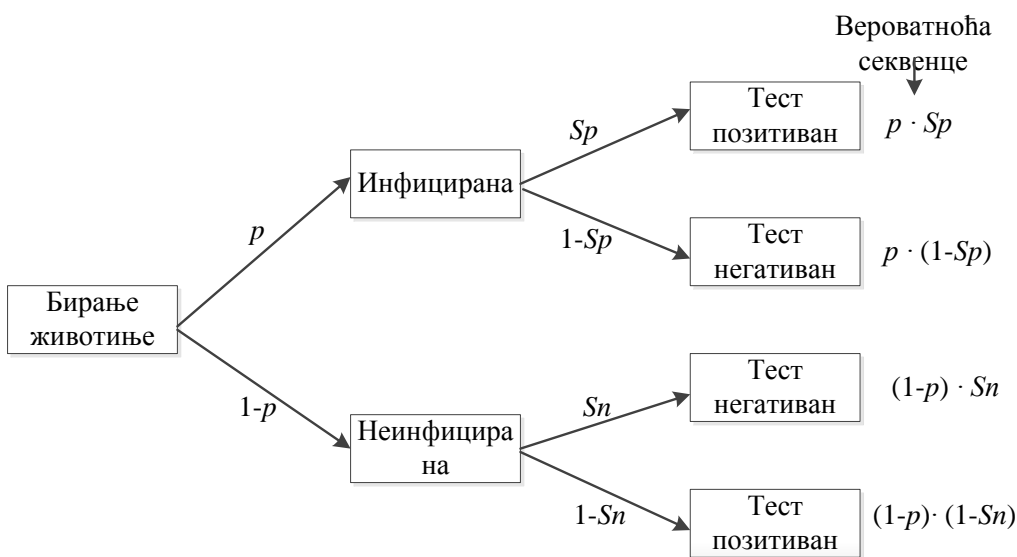 Вероватноћа
секвенце
Тест
позитиван
p · Sp
Sp
Инфицирана
1-Sp
Тест
негативан
p · (1-Sp)
p
Бирање
животиње
1-p
Тест
негативан
(1-p) · Sn
Sn
Неинфицира
на
1-Sn
Тест
позитиван
(1-p)· (1-Sn)